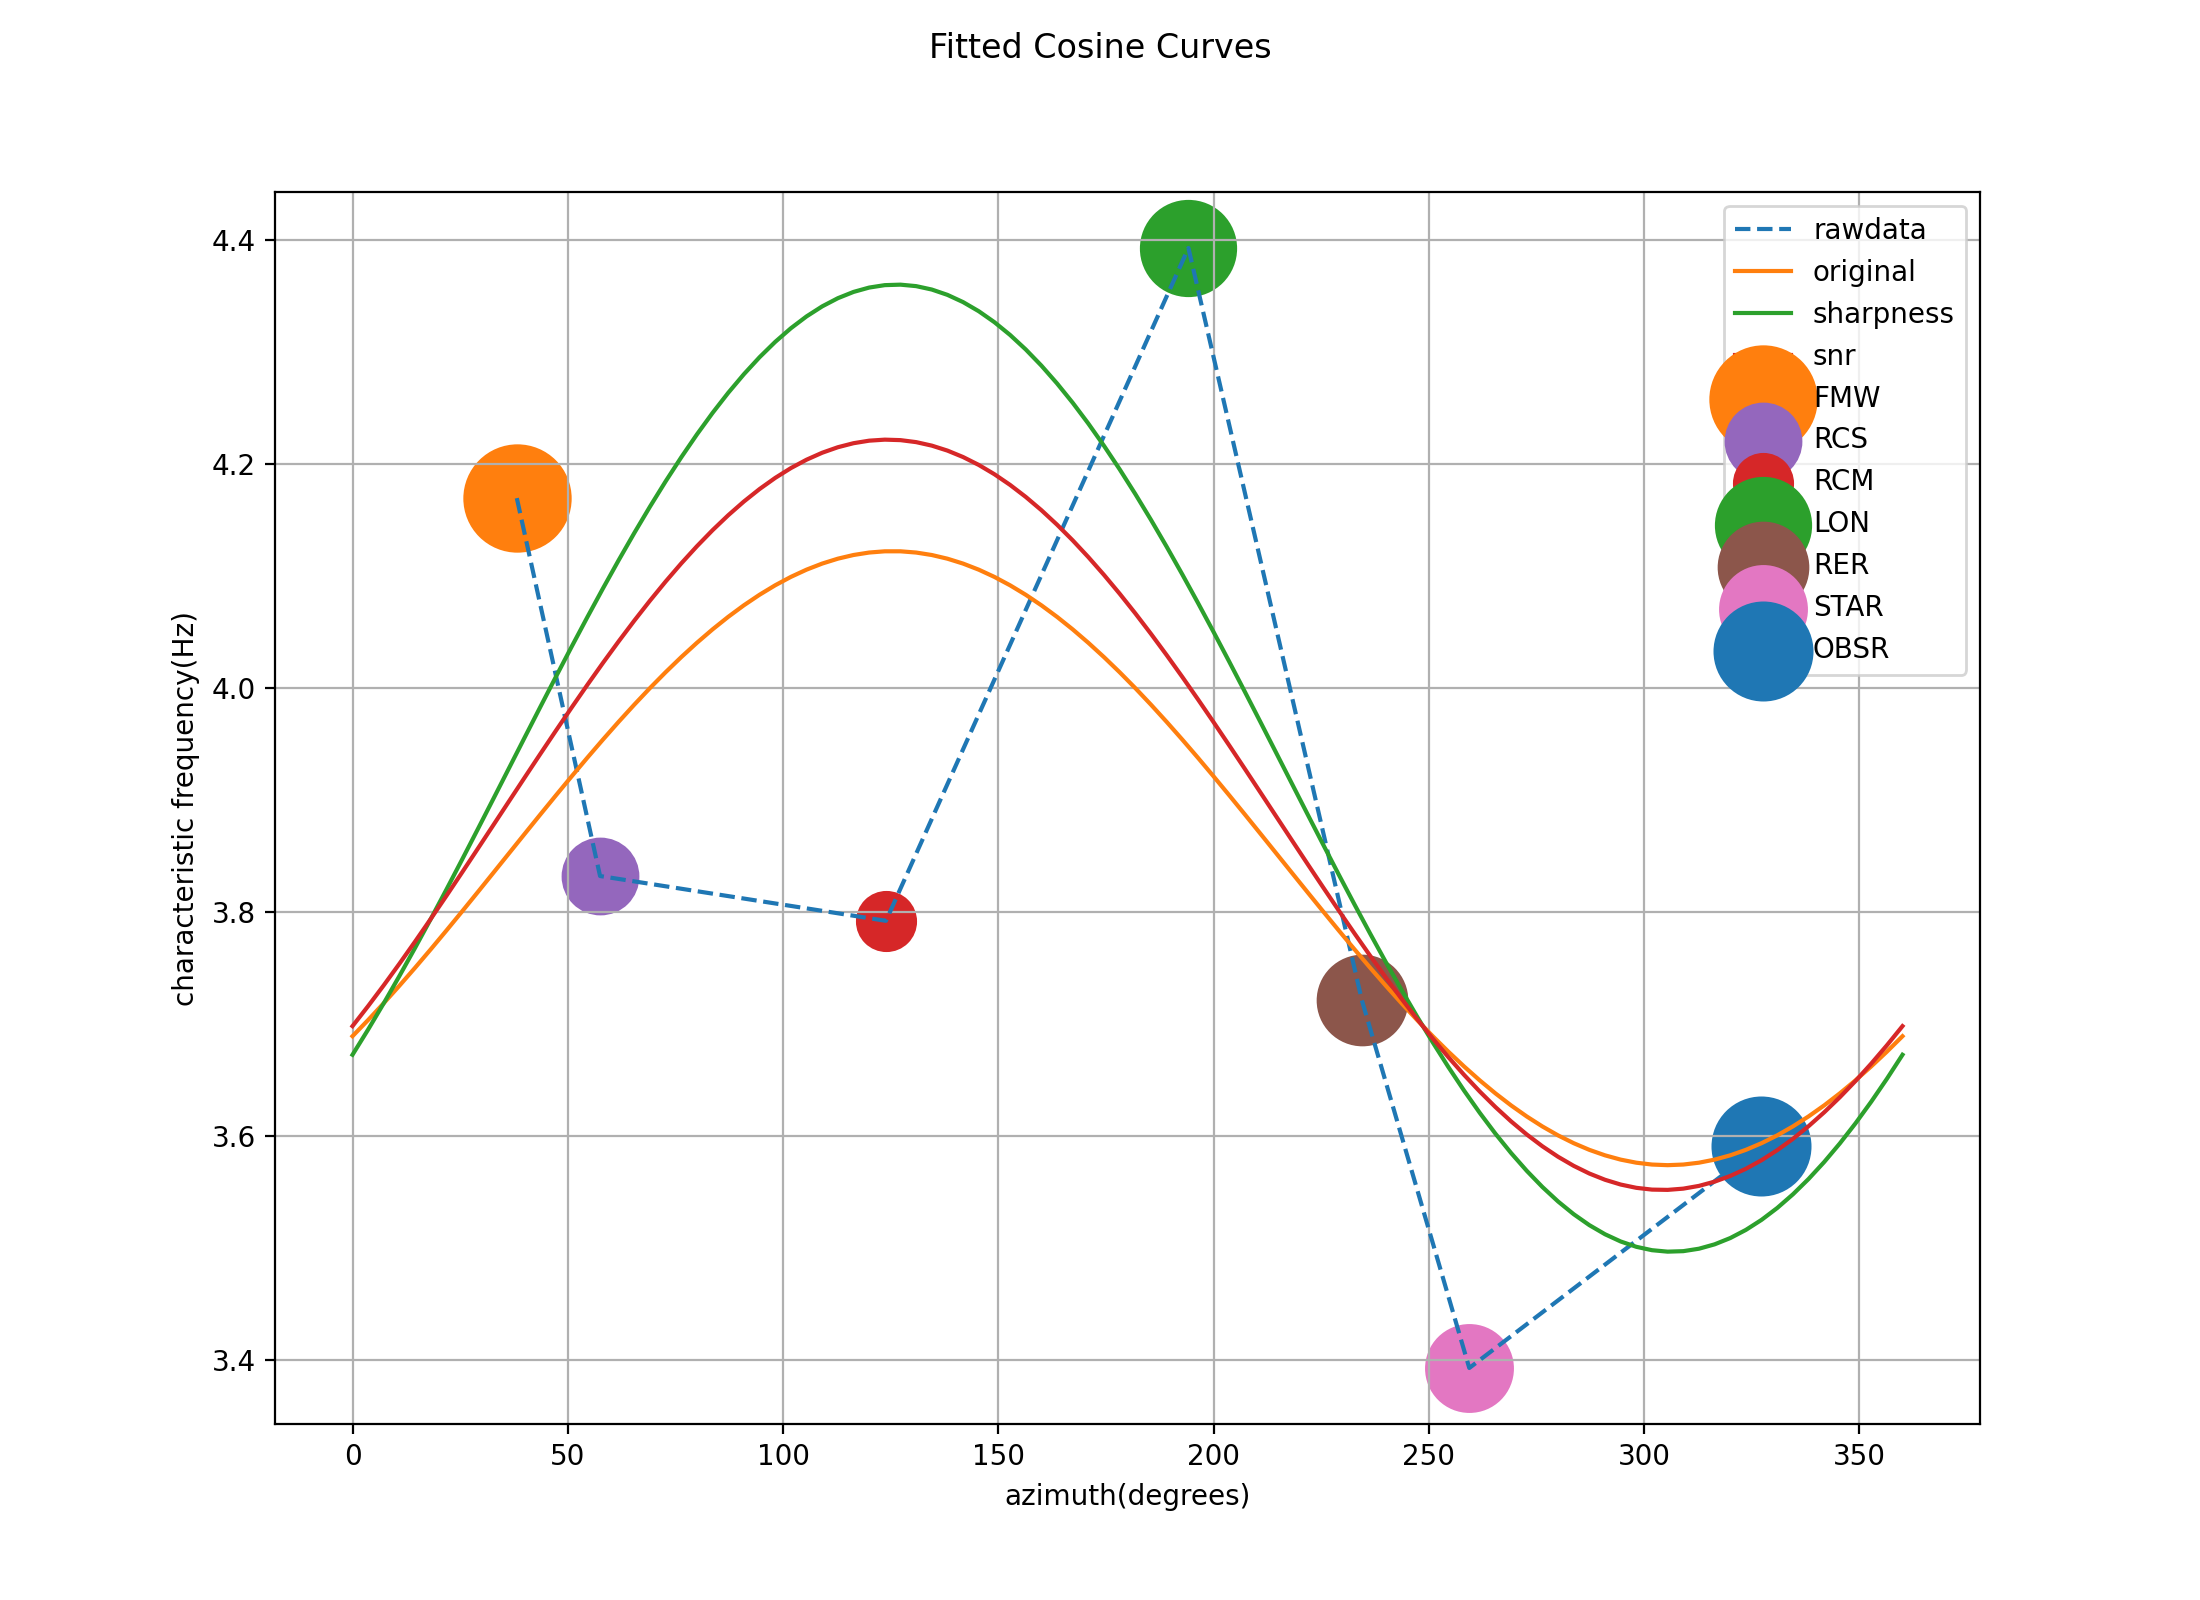 Fitted Cosine Curves
4.4
4.2
4.0
3.8
3.6
3.4
characteristic frequency(Hz)
0 50 100 150 200 250 300 350
azimuth(degrees)
rawdata
original
sharpness
snr
FMW
RCS
RCM
LON
RER
STAR
OBSR